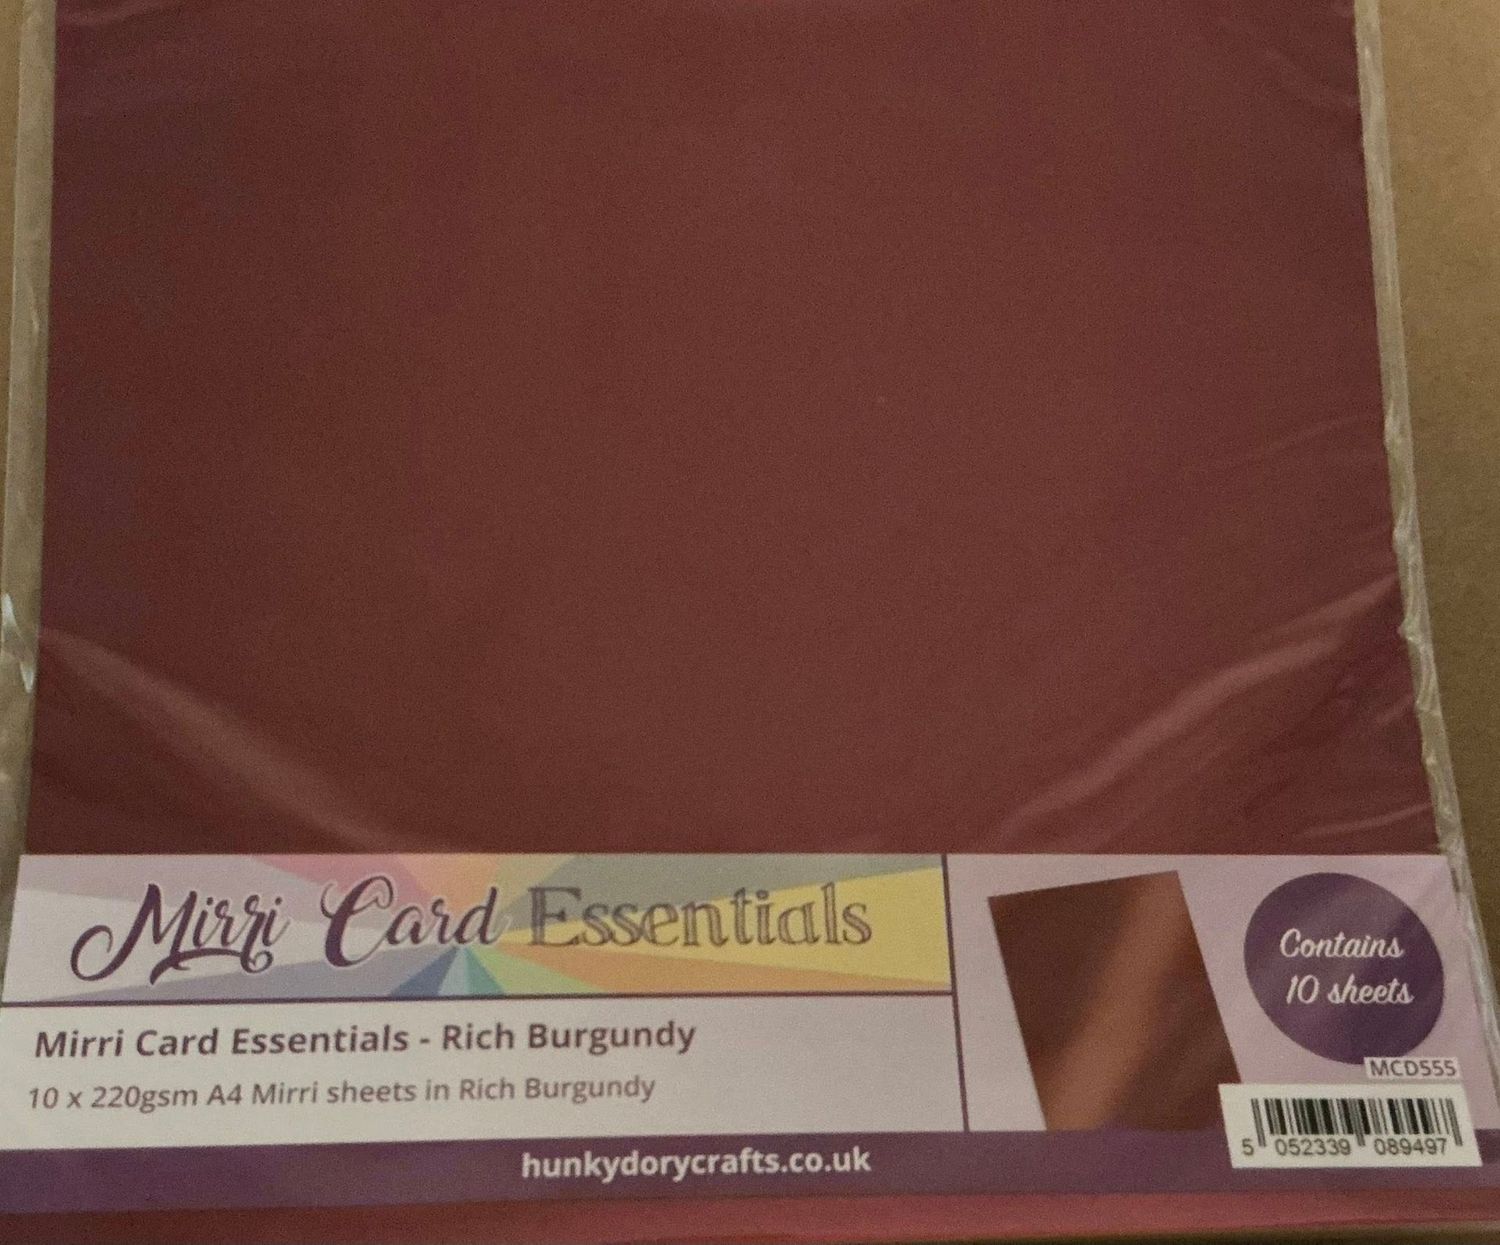 Mirri Card Essentials
Mirri Card Essentials - Rich Burgundy
10 x 220gsm A4 Mirri sheets in Rich Burgundy
Contains
10 sheets
MCD555
5 052339 089497
hunkydorycrafts.co.uk